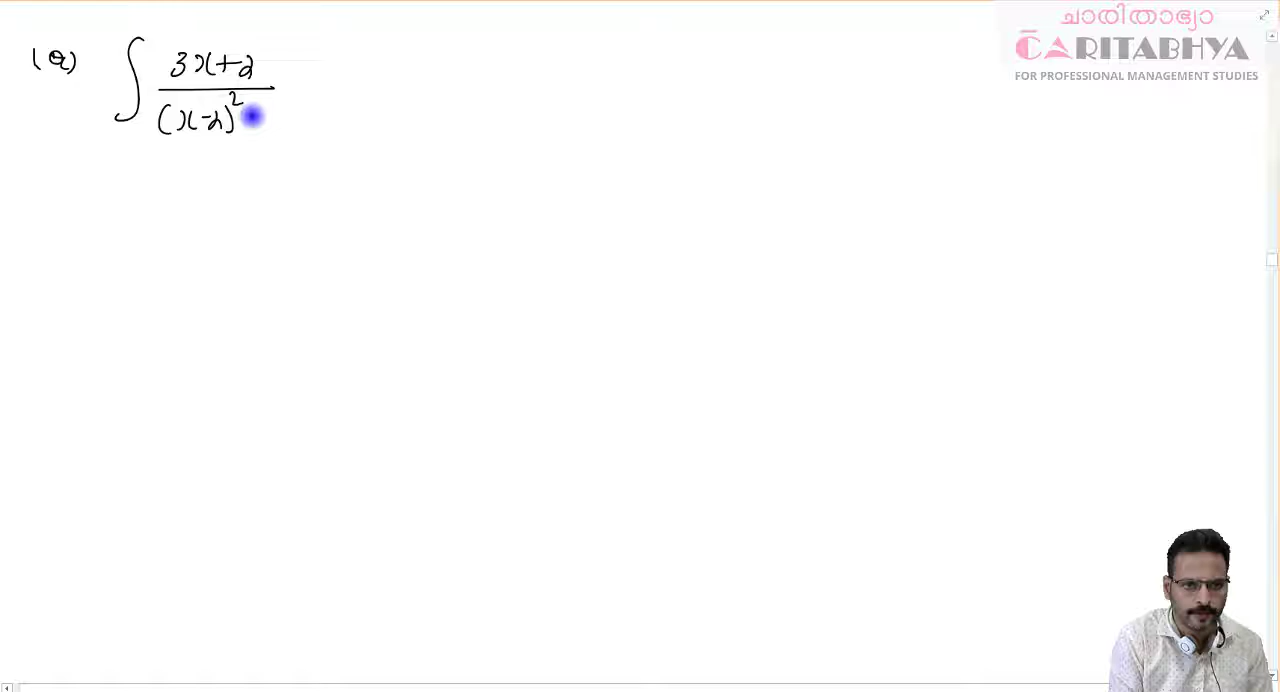 ചാരിതാഭ്യാ
CARITABHYA
FOR PROFESSIONAL MANAGEMENT STUDIES
(Q) ∫ 3x+2
(x-2)²